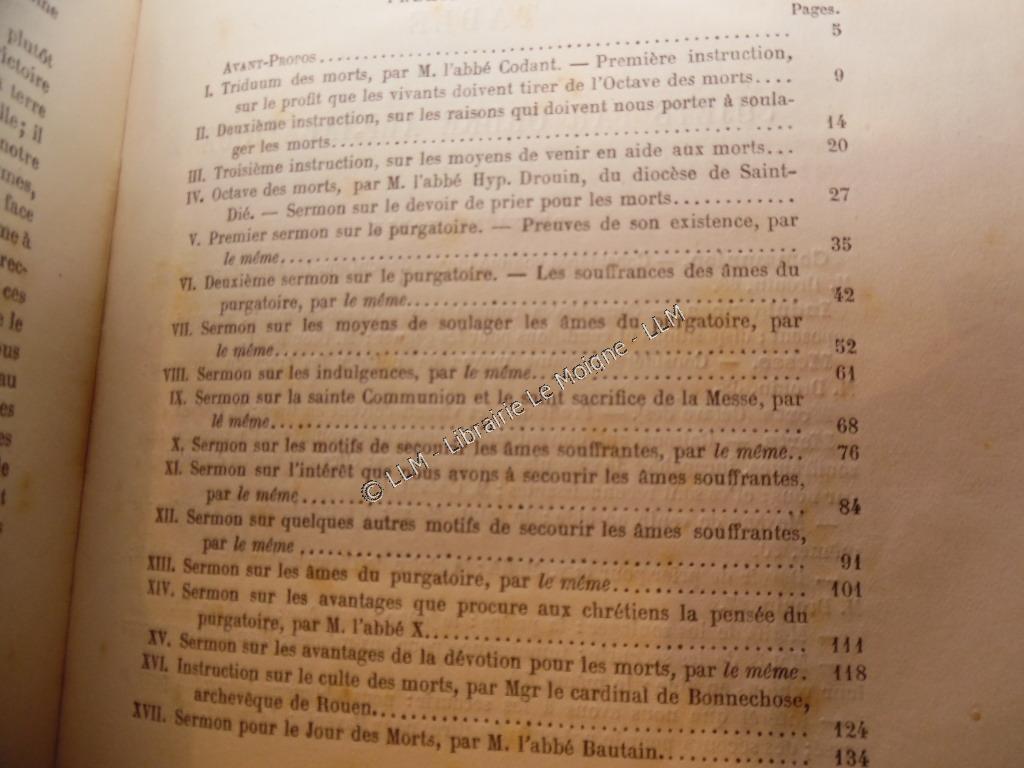 plutôt
terre
notre
face
rec-
ces
Pages.
Avant-Propos 5
I. Triduum des morts, par M. l'abbé Codant. — Première instruction,
sur le profit que les vivants doivent tirer de l'Octave des morts.... 9
II. Deuxième instruction, sur les raisons qui doivent nous porter à soula-
ger les morts 14
III. Troisième instruction, sur les moyens de venir en aide aux morts... 20
IV. Octave des morts, par M. l'abbé Hyp. Drouin, du diocèse de Saint-
Dié. — Sermon sur le devoir de prier pour les morts 27
V. Premier sermon sur le purgatoire. — Preuves de son existence, par
le même 35
VI. Deuxième sermon sur le purgatoire. — Les souffrances des âmes du
purgatoire, par le même 42
VII. Sermon sur les moyens de soulager les âmes du purgatoire, par
le même 52
VIII. Sermon sur les indulgences, par le même 61
IX. Sermon sur la sainte Communion et le saint sacrifice de la Messe, par
le même 68
X. Sermon sur les motifs de secourir les âmes souffrantes, par le même.. 76
XI. Sermon sur l'intérêt que nous avons à secourir les âmes souffrantes,
par le même 84
XII. Sermon sur quelques autres motifs de secourir les âmes souffrantes,
par le même 91
XIII. Sermon sur les âmes du purgatoire, par le même 101
XIV. Sermon sur les avantages que procure aux chrétiens la pensée du
purgatoire, par M. l'abbé X 111
XV. Sermon sur les avantages de la dévotion pour les morts, par le même. 118
XVI. Instruction sur le culte des morts, par Mgr le cardinal de Bonnechose,
archevêque de Rouen 124
XVII. Sermon pour le Jour des Morts, par M. l'abbé Bautain 134
© LLM - Librairie Le Moigne - LLM